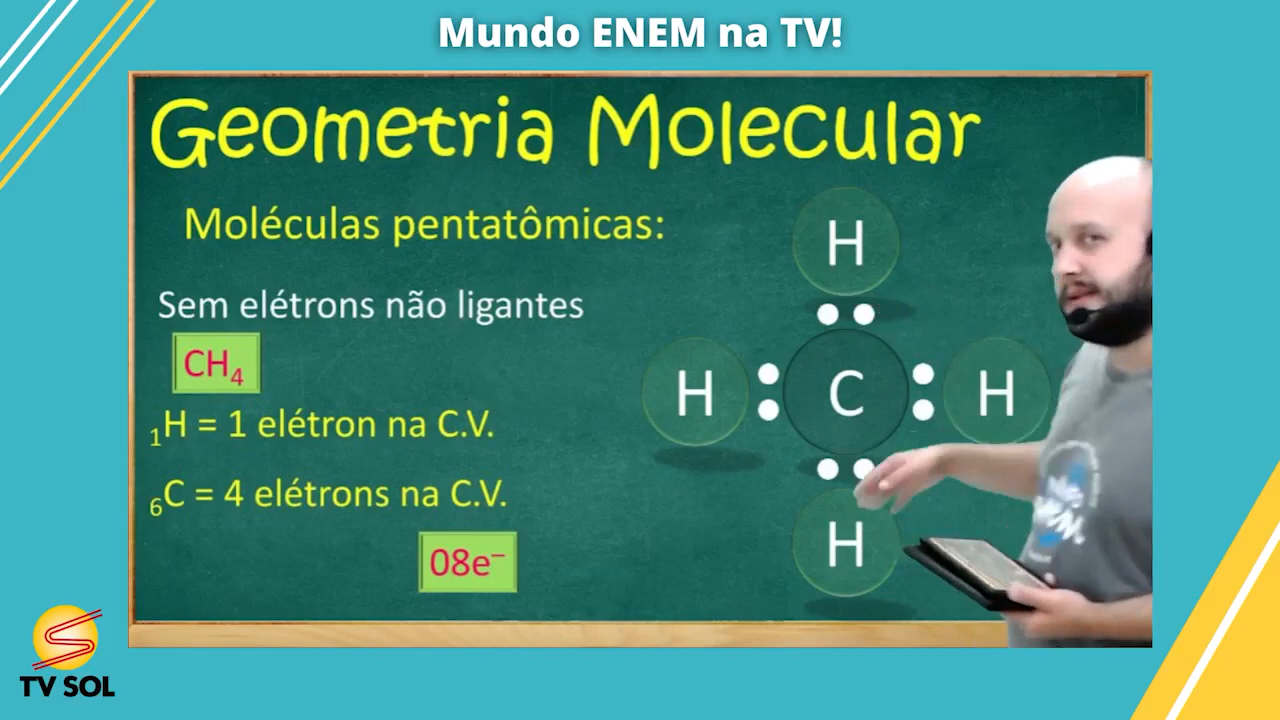 Mundo ENEM na TV!
Geometria Molecular
Moléculas pentatômicas:
Sem elétrons não ligantes
CH₄
₁H = 1 elétron na C.V.
₆C = 4 elétrons na C.V.
08e⁻
H
H : C : H
H
TV SOL